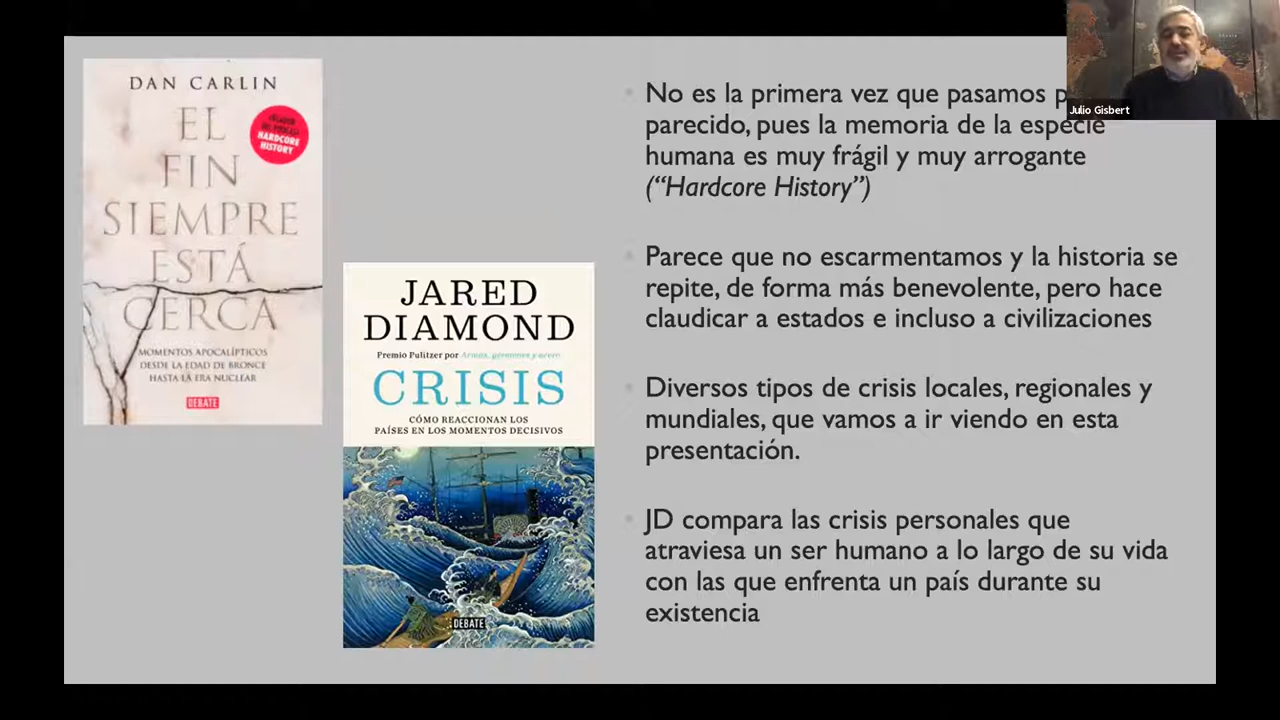 DAN CARLIN
EL
FIN
SIEMPRE
ESTÁ
CERCA
CREADOR
DEL PODCAST
HARDCORE
HISTORY
MOMENTOS APOCALÍPTICOS
DESDE LA EDAD DE BRONCE
HASTA LA ERA NUCLEAR
DEBATE
JARED
DIAMOND
Premio Pulitzer por Armas, gérmenes y acero
CRISIS
CÓMO REACCIONAN LOS
PAÍSES EN LOS MOMENTOS DECISIVOS
DEBATE
No es la primera vez que pasamos
parecido, pues la memoria de la especie
humana es muy frágil y muy arrogante
(“Hardcore History”)
Parece que no escarmentamos y la historia se
repite, de forma más benevolente, pero hace
claudicar a estados e incluso a civilizaciones
Diversos tipos de crisis locales, regionales y
mundiales, que vamos a ir viendo en esta
presentación.
JD compara las crisis personales que
atraviesa un ser humano a lo largo de su vida
con las que enfrenta un país durante su
existencia
Julio Gisbert